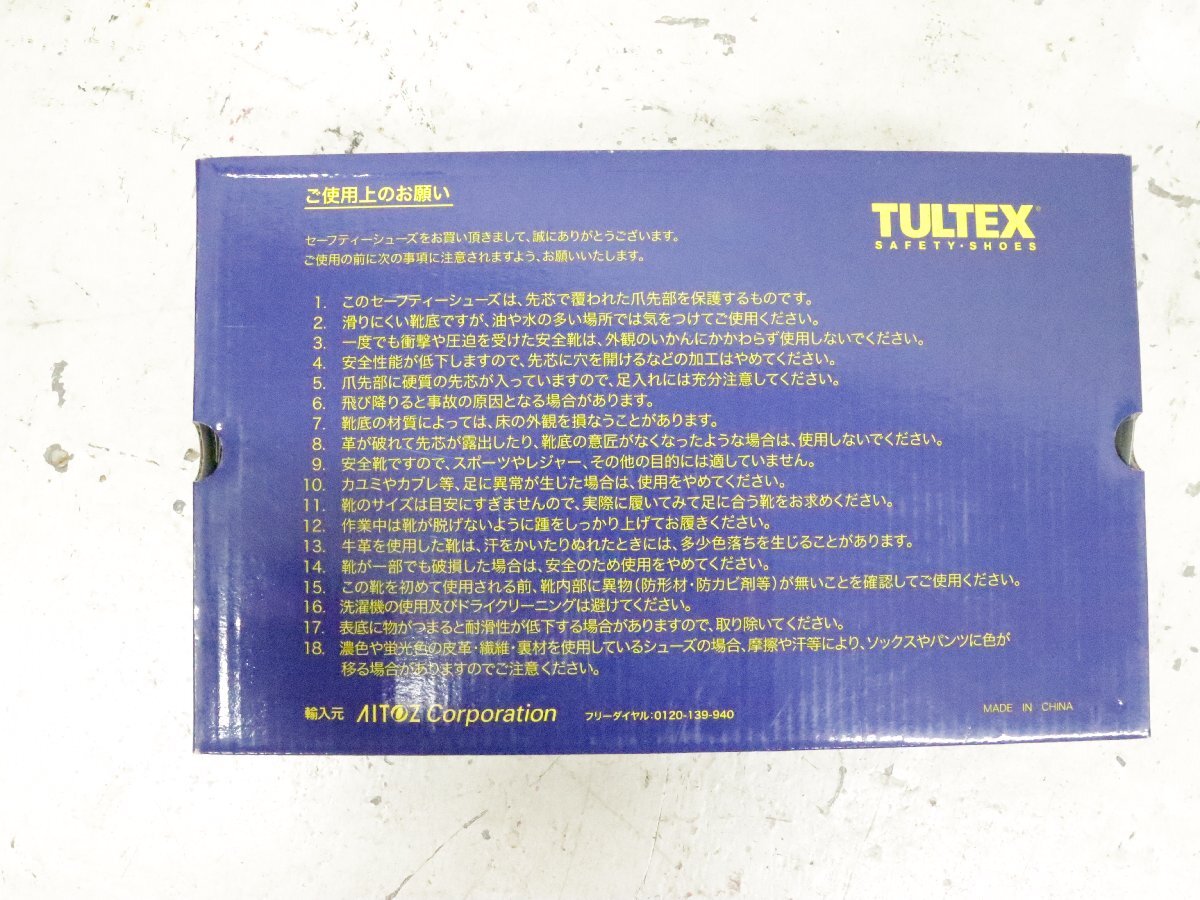 ご使用上のお願い
TULTEX®
SAFETY・SHOES
セーフティーシューズをお買い頂きまして、誠にありがとうございます。
ご使用の前に次の事項に注意されますよう、お願いいたします。
1. このセーフティーシューズは、先芯で覆われた爪先部を保護するものです。
2. 滑りにくい靴底ですが、油や水の多い場所では気をつけてご使用ください。
3. 一度でも衝撃や圧迫を受けた安全靴は、外観のいかんにかかわらず使用しないでください。
4. 安全性能が低下しますので、先芯に穴を開けるなどの加工はやめてください。
5. 爪先部に硬質の先芯が入っていますので、足入れには充分注意してください。
6. 飛び降りると事故の原因となる場合があります。
7. 靴底の材質によっては、床の外観を損なうことがあります。
8. 革が破れて先芯が露出したり、靴底の意匠がなくなったような場合は、使用しないでください。
9. 安全靴ですので、スポーツやレジャー、その他の目的には適していません。
10. カユミやカブレ等、足に異常が生じた場合は、使用をやめてください。
11. 靴のサイズは目安にすぎませんので、実際に履いてみて足に合う靴をお求めください。
12. 作業中は靴が脱げないように踵をしっかり上げてお履きください。
13. 牛革を使用した靴は、汗をかいたりぬれたときには、多少色落ちを生じることがあります。
14. 靴が一部でも破損した場合は、安全のため使用をやめてください。
15. この靴を初めて使用される前、靴内部に異物(防形材・防カビ剤等)が無いことを確認してご使用ください。
16. 洗濯機の使用及びドライクリーニングは避けてください。
17. 表底に物がつまると耐滑性が低下する場合がありますので、取り除いてください。
18. 濃色や蛍光色の皮革・繊維・裏材を使用しているシューズの場合、摩擦や汗等により、ソックスやパンツに色が
移る場合がありますのでご注意ください。
輸入元 AITOZ Corporation フリーダイヤル:0120-139-940
MADE IN CHINA